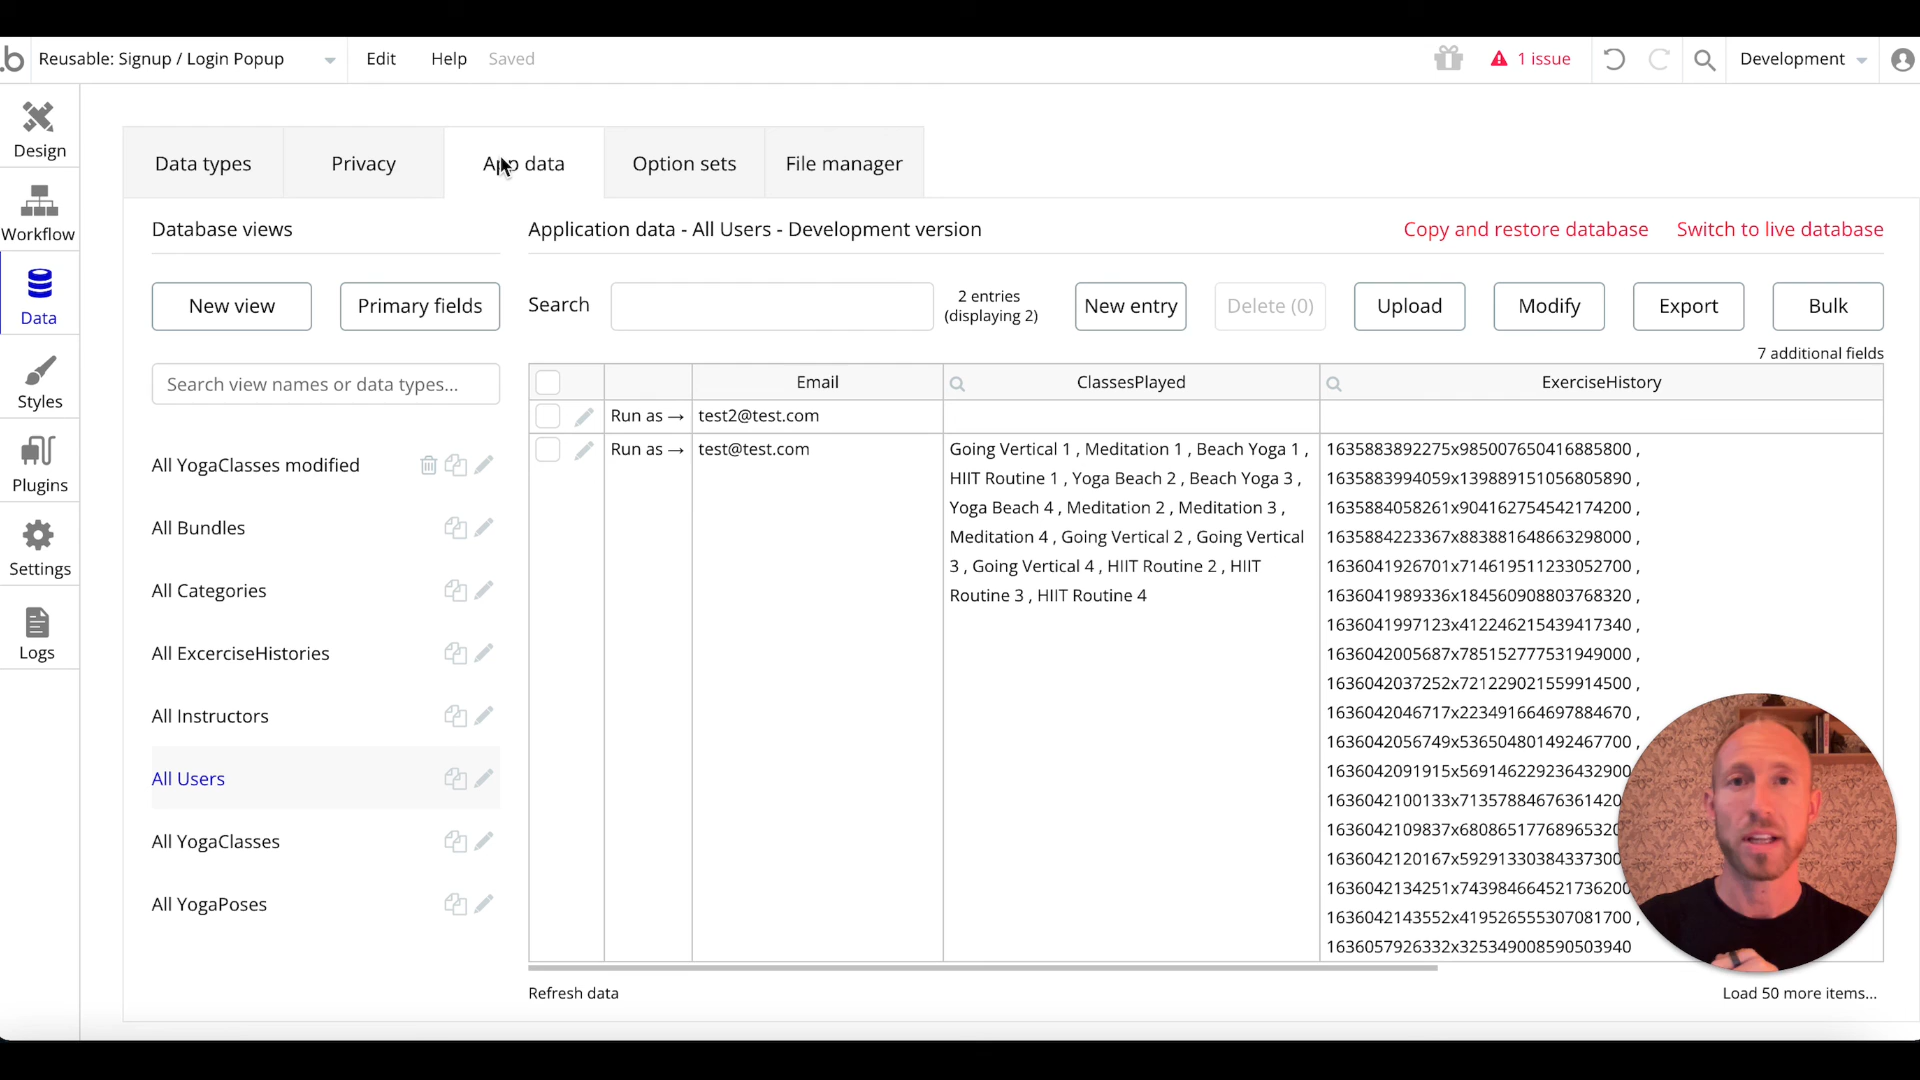 .b Reusable: Signup / Login Popup Edit Help Saved 1 issue Development
Design
Workflow
Data
Styles
Plugins
Settings
Logs
Data types Privacy App data Option sets File manager
Database views
New view Primary fields
Search view names or data types...
All YogaClasses modified
All Bundles
All Categories
All ExcerciseHistories
All Instructors
All Users
All YogaClasses
All YogaPoses
Application data - All Users - Development version Copy and restore database Switch to live database
Search 2 entries
(displaying 2)
New entry Delete (0) Upload Modify Export Bulk
7 additional fields
Email ClassesPlayed ExerciseHistory
Run as → test2@test.com
Run as → test@test.com
Going Vertical 1 , Meditation 1 , Beach Yoga 1 ,
HIIT Routine 1 , Yoga Beach 2 , Beach Yoga 3 ,
Yoga Beach 4 , Meditation 2 , Meditation 3 ,
Meditation 4 , Going Vertical 2 , Going Vertical
3 , Going Vertical 4 , HIIT Routine 2 , HIIT
Routine 3 , HIIT Routine 4
1635883892275x985007650416885800 ,
1635883994059x139889151056805890 ,
1635884058261x904162754542174200 ,
1635884223367x883881648663298000 ,
1636041926701x714619511233052700 ,
1636041989336x184560908803768320 ,
1636041997123x412246215439417340 ,
1636042005687x785152777531949000 ,
1636042037252x721229021559914500 ,
1636042046717x223491664697884670 ,
1636042056749x536504801492467700 ,
1636042091915x569146229236432900
1636042100133x71357884676361420
1636042109837x68086517768965320
1636042120167x59291330384337300
1636042134251x743984664521736200
1636042143552x419526555307081700 ,
1636057926332x325349008590503940
Refresh data Load 50 more items...